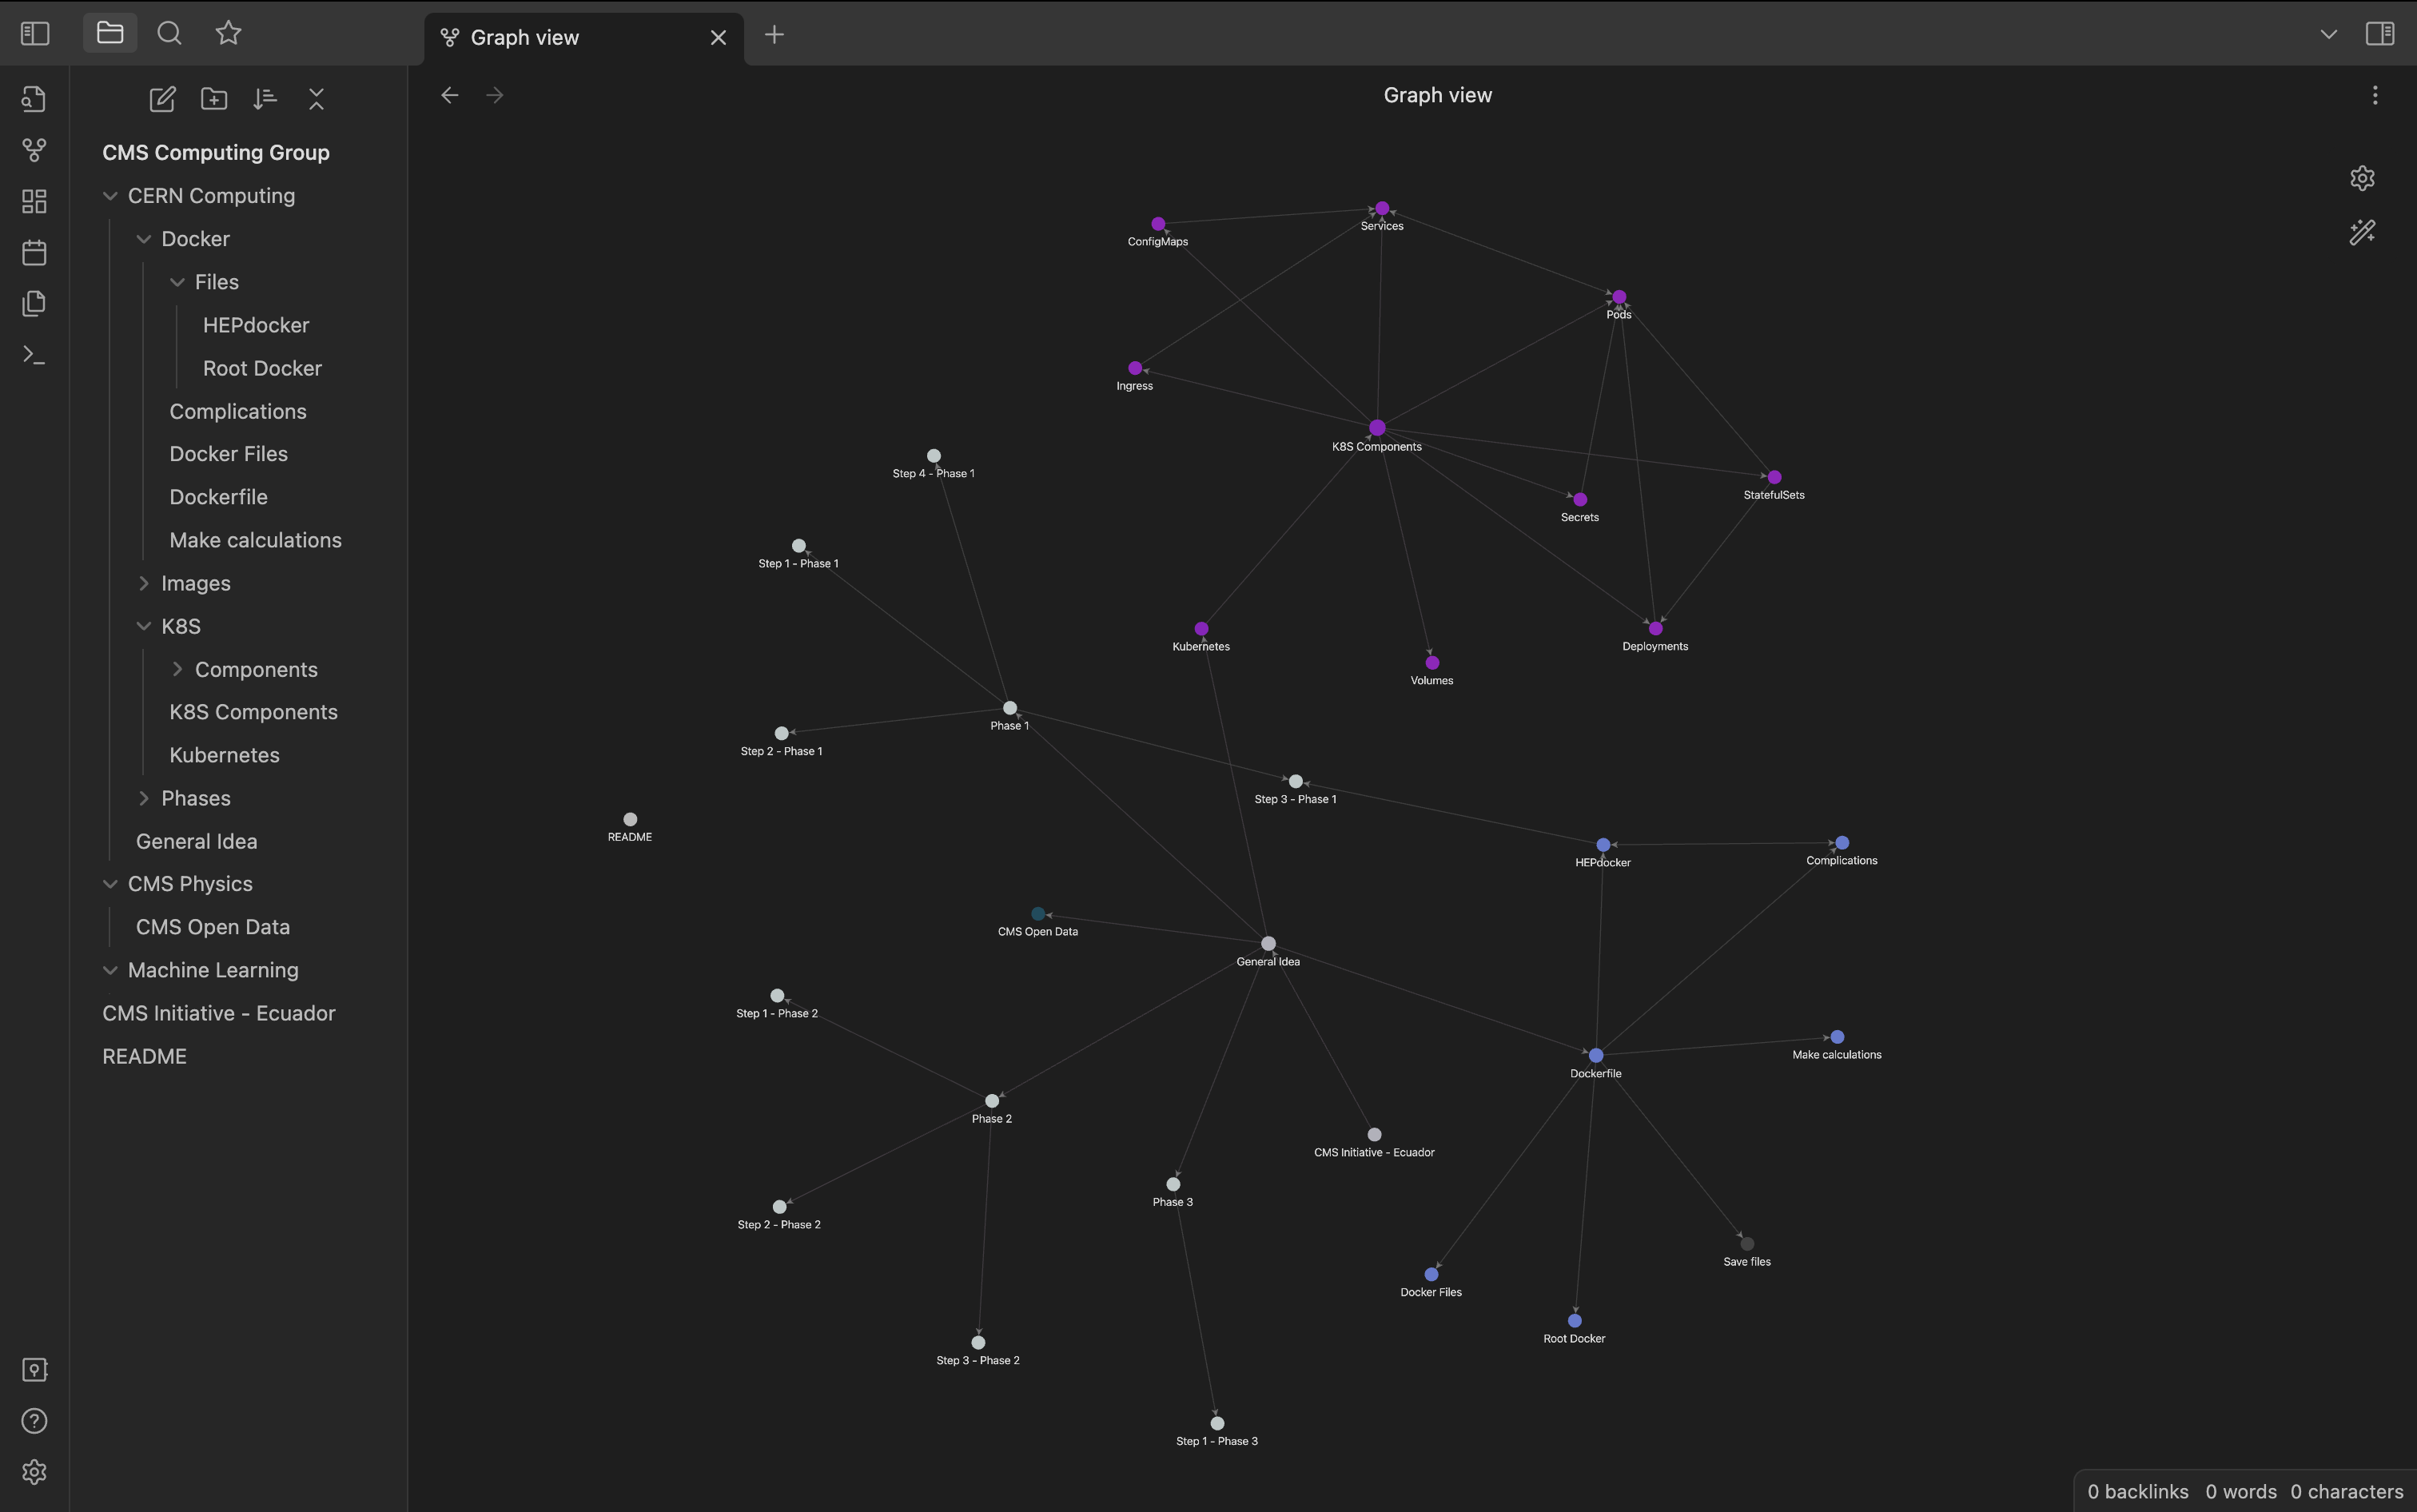 Graph view
Graph view
CMS Computing Group
CERN Computing
Docker
Files
HEPdocker
Root Docker
Complications
Docker Files
Dockerfile
Make calculations
Images
K8S
Components
K8S Components
Kubernetes
Phases
General Idea
CMS Physics
CMS Open Data
Machine Learning
CMS Initiative - Ecuador
README
Services
ConfigMaps
Pods
Ingress
K8S Components
Step 4 - Phase 1
StatefulSets
Secrets
Step 1 - Phase 1
Kubernetes
Deployments
Volumes
Phase 1
Step 2 - Phase 1
Step 3 - Phase 1
README
HEPdocker
Complications
CMS Open Data
General Idea
Step 1 - Phase 2
Make calculations
Dockerfile
Phase 2
CMS Initiative - Ecuador
Phase 3
Step 2 - Phase 2
Save files
Docker Files
Root Docker
Step 3 - Phase 2
Step 1 - Phase 3
0 backlinks 0 words 0 characters